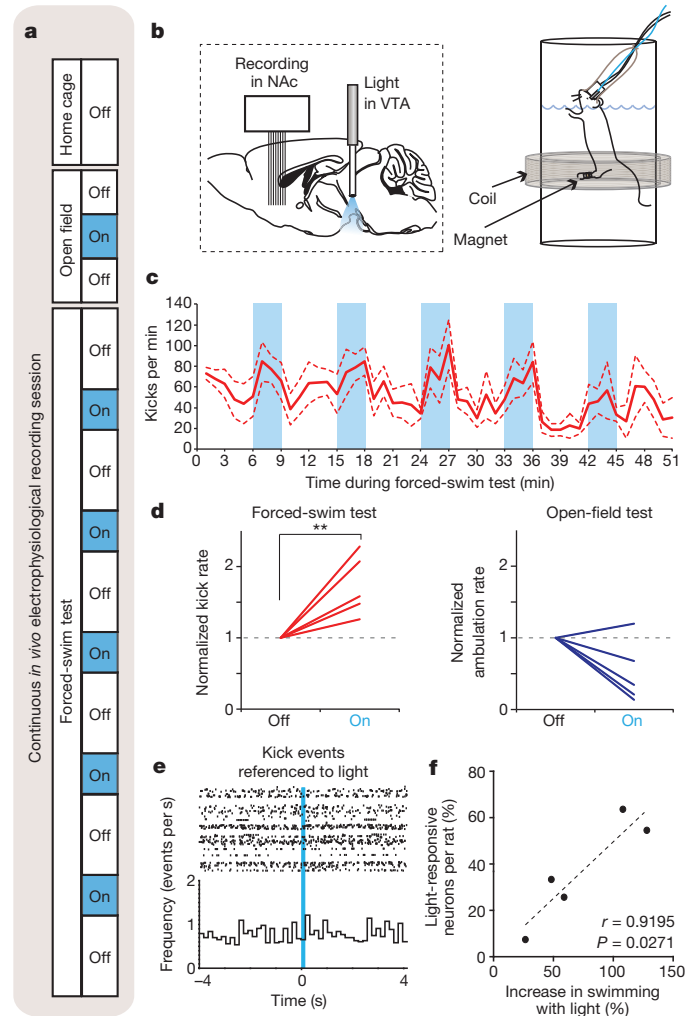 a
Continuous in vivo electrophysiological recording session
Home cage
Off
Open field
Off
On
Off
Forced-swim test
Off
On
Off
On
Off
On
Off
On
Off
On
Off
b
Recording
in NAc
Light
in VTA
Coil
Magnet
c
Kicks per min
140
120
100
80
60
40
20
0
0 3 6 9 12 15 18 21 24 27 30 33 36 39 42 45 48 51
Time during forced-swim test (min)
d
Forced-swim test
**
Normalized kick rate
2
1
0
Off On
Open-field test
Normalized
ambulation rate
2
1
0
Off On
e
Kick events
referenced to light
Frequency (events per s)
2
1
0
−4 0 4
Time (s)
f
Light-responsive
neurons per rat (%)
80
60
40
20
0
r = 0.9195
P = 0.0271
0 50 100 150
Increase in swimming
with light (%)